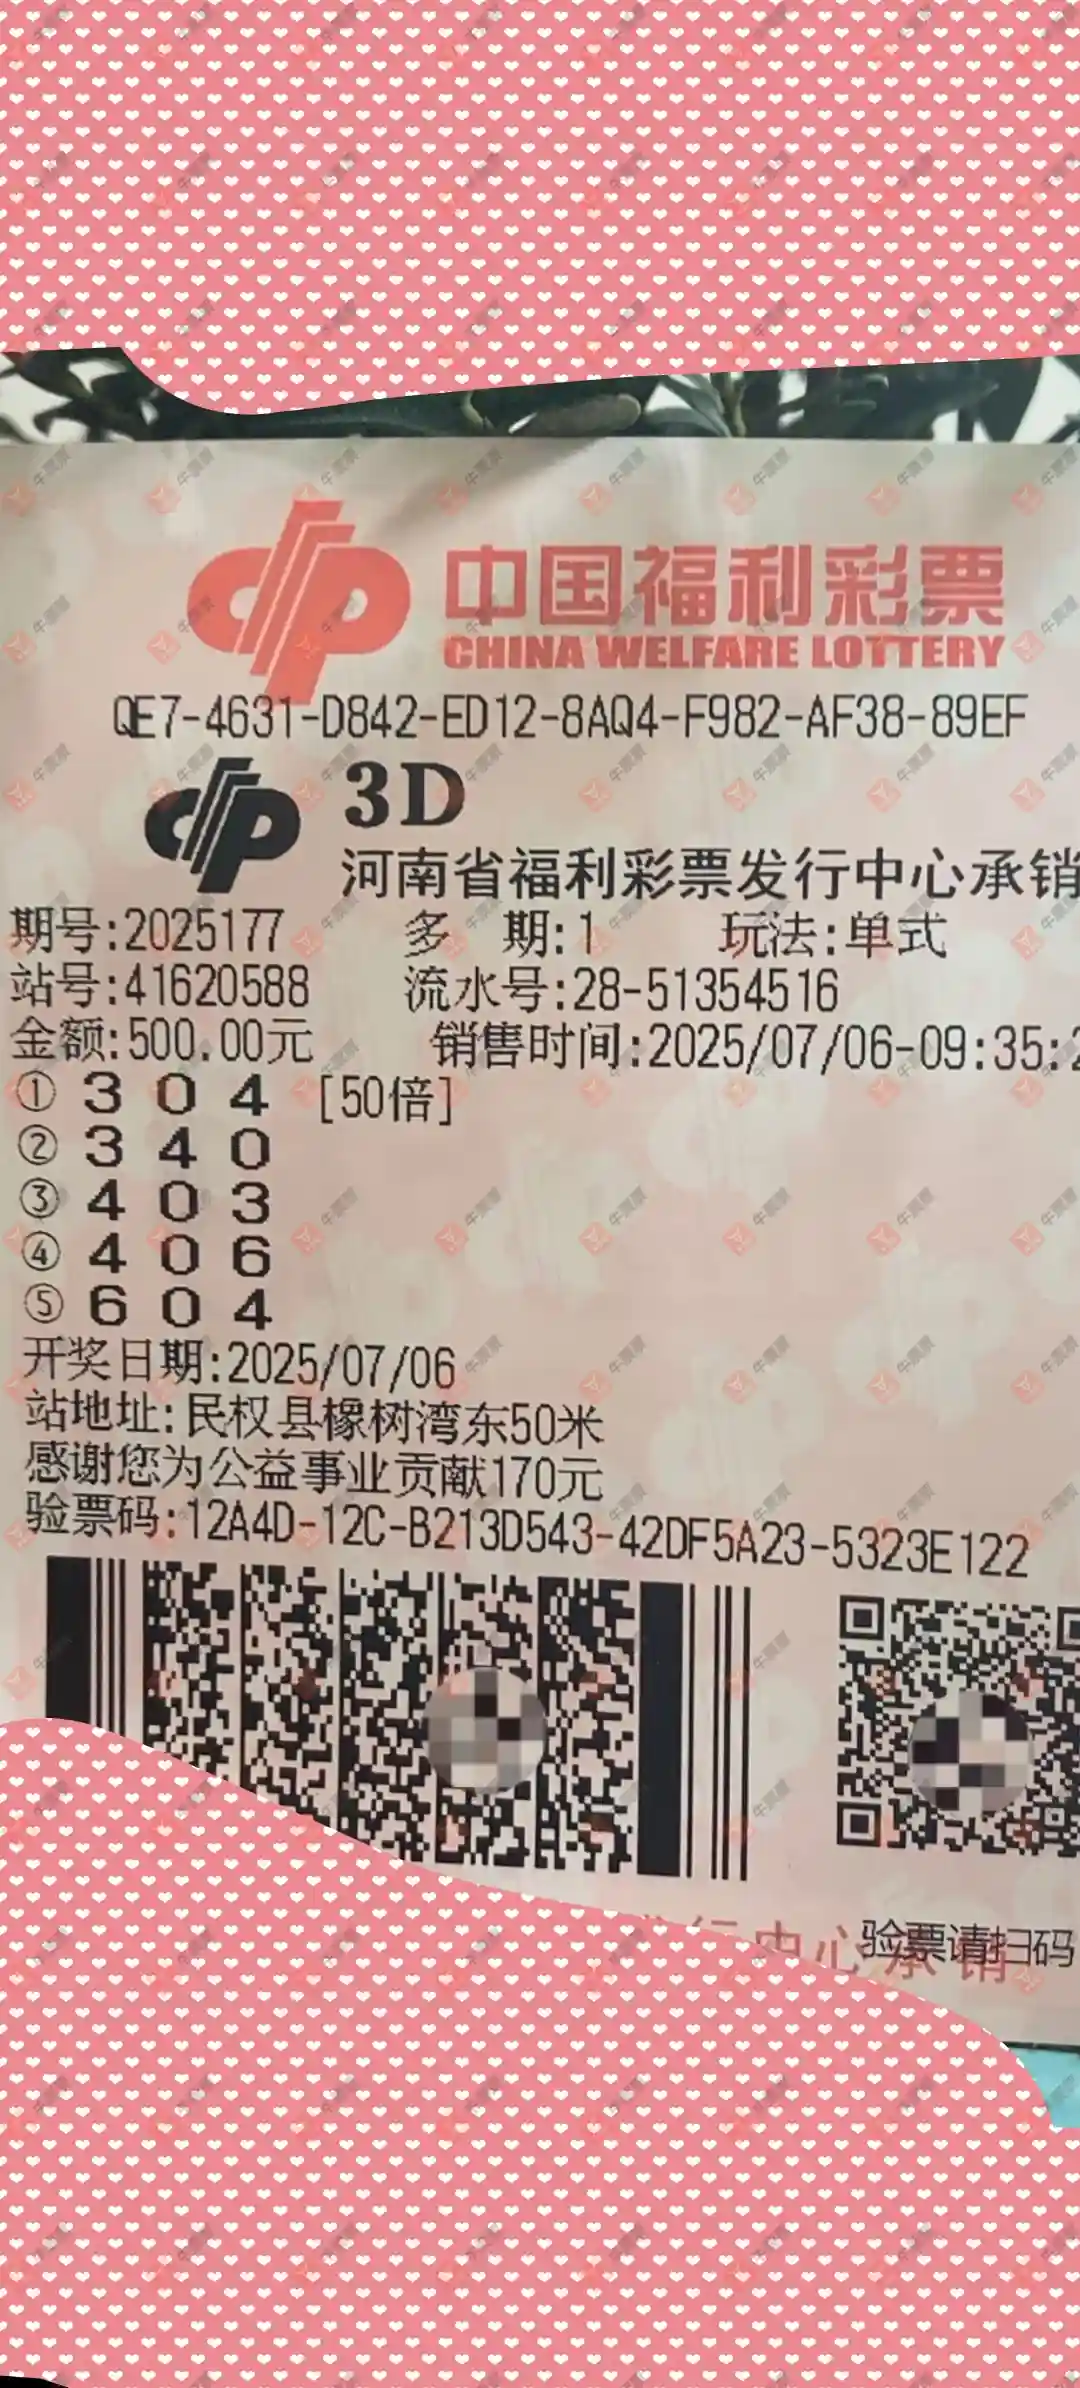 中国福利彩票
CHINA WELFARE LOTTERY
QE7-4631-D842-ED12-8AQ4-F982-AF38-89EF
3D
河南省福利彩票发行中心承销
期号:2025177 多 期:1 玩法:单式
站号:41620588 流水号:28-51354516
金额:500.00元 销售时间:2025/07/06-09:35:2
① 3 0 4 [50倍]
② 3 4 0
③ 4 0 3
④ 4 0 6
⑤ 6 0 4
开奖日期:2025/07/06
站地址:民权县橡树湾东50米
感谢您为公益事业贡献170元
验票码:12A4D-12C-B213D543-42DF5A23-5323E122
行中心承销
验票请扫码